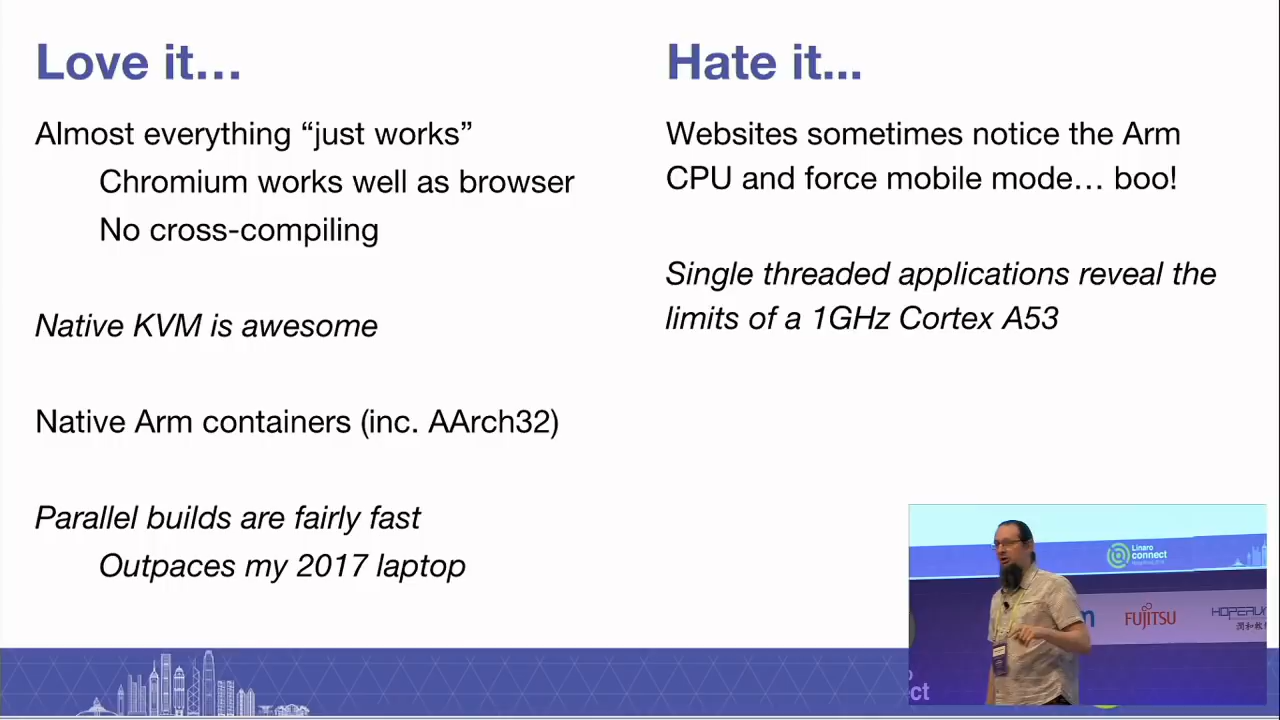 Love it…
Almost everything “just works”
Chromium works well as browser
No cross-compiling
Native KVM is awesome
Native Arm containers (inc. AArch32)
Parallel builds are fairly fast
Outpaces my 2017 laptop
Hate it...
Websites sometimes notice the Arm
CPU and force mobile mode… boo!
Single threaded applications reveal the
limits of a 1GHz Cortex A53
Linaro
connect
FUJITSU